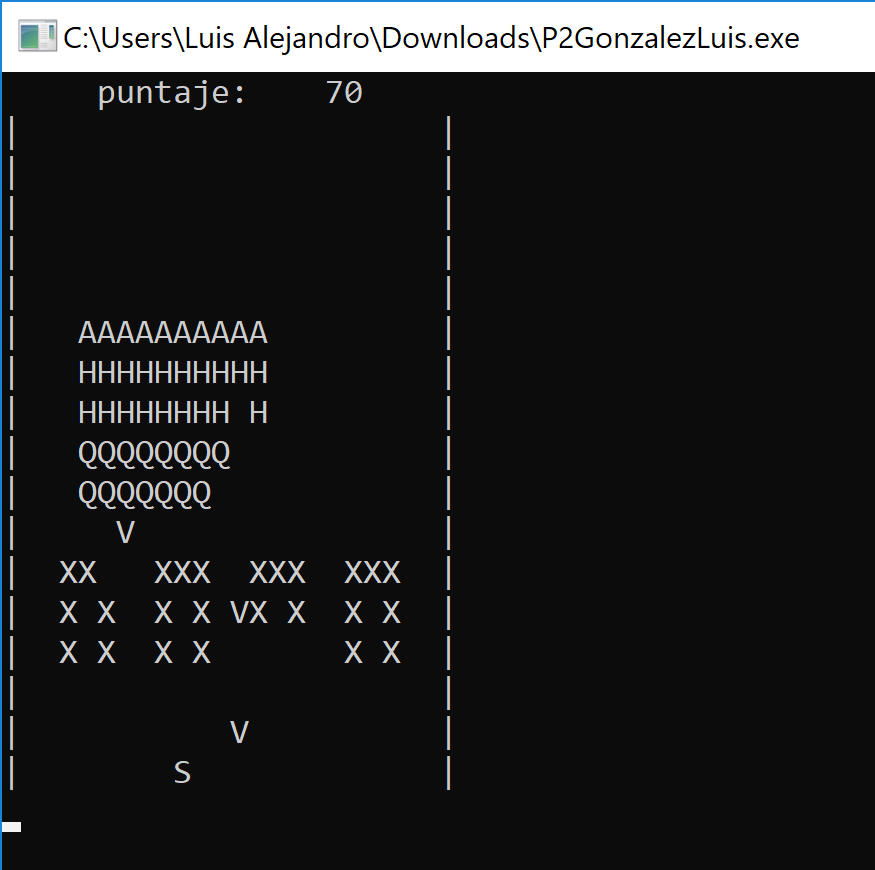 C:\Users\Luis Alejandro\Downloads\P2GonzalezLuis.exe
     puntaje:    70
|                      |
|                      |
|                      |
|                      |
|                      |
|   AAAAAAAAAA         |
|   HHHHHHHHHH         |
|   HHHHHHHH H         |
|   QQQQQQQQ           |
|   QQQQQQQ            |
|     V                |
|  XX   XXX  XXX  XXX  |
|  X X  X X VX X  X X  |
|  X X  X X       X X  |
|                      |
|           V          |
|        S             |